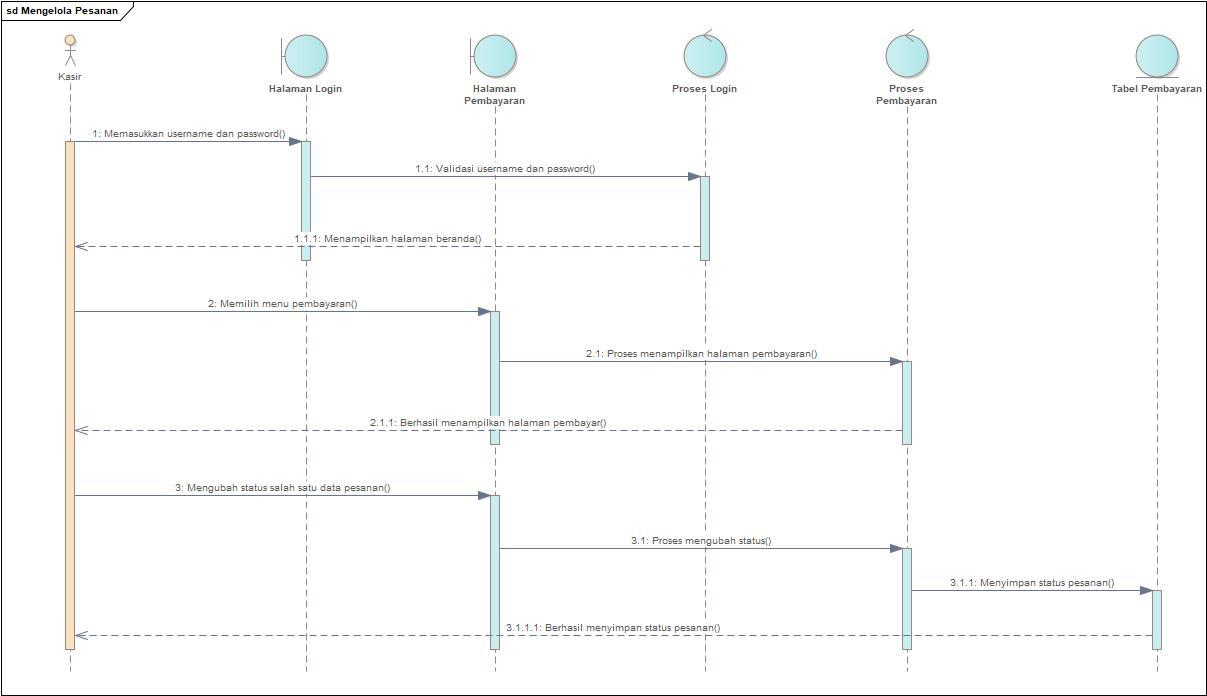 sd Mengelola Pesanan
Kasir
Halaman Login
Halaman
Pembayaran
Proses Login
Proses
Pembayaran
Tabel Pembayaran
1: Memasukkan username dan password()
1.1: Validasi username dan password()
1.1.1: Menampilkan halaman beranda()
2: Memilih menu pembayaran()
2.1: Proses menampilkan halaman pembayaran()
2.1.1: Berhasil menampilkan halaman pembayar()
3: Mengubah status salah satu data pesanan()
3.1: Proses mengubah status()
3.1.1: Menyimpan status pesanan()
3.1.1.1: Berhasil menyimpan status pesanan()